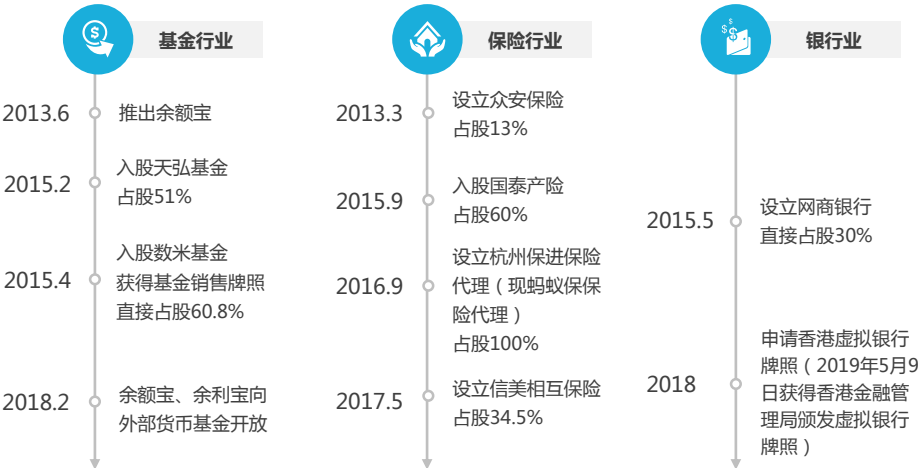 基金行业
2013.6
推出余额宝
2015.2
入股天弘基金
占股51%
2015.4
入股数米基金
获得基金销售牌照
直接占股60.8%
2018.2
余额宝、余利宝向
外部货币基金开放
保险行业
2013.3
设立众安保险
占股13%
2015.9
入股国泰产险
占股60%
2016.9
设立杭州保进保险
代理（现蚂蚁保保
险代理）
占股100%
2017.5
设立信美相互保险
占股34.5%
银行业
2015.5
设立网商银行
直接占股30%
2018
申请香港虚拟银行
牌照（2019年5月9
日获得香港金融管
理局颁发虚拟银行
牌照）